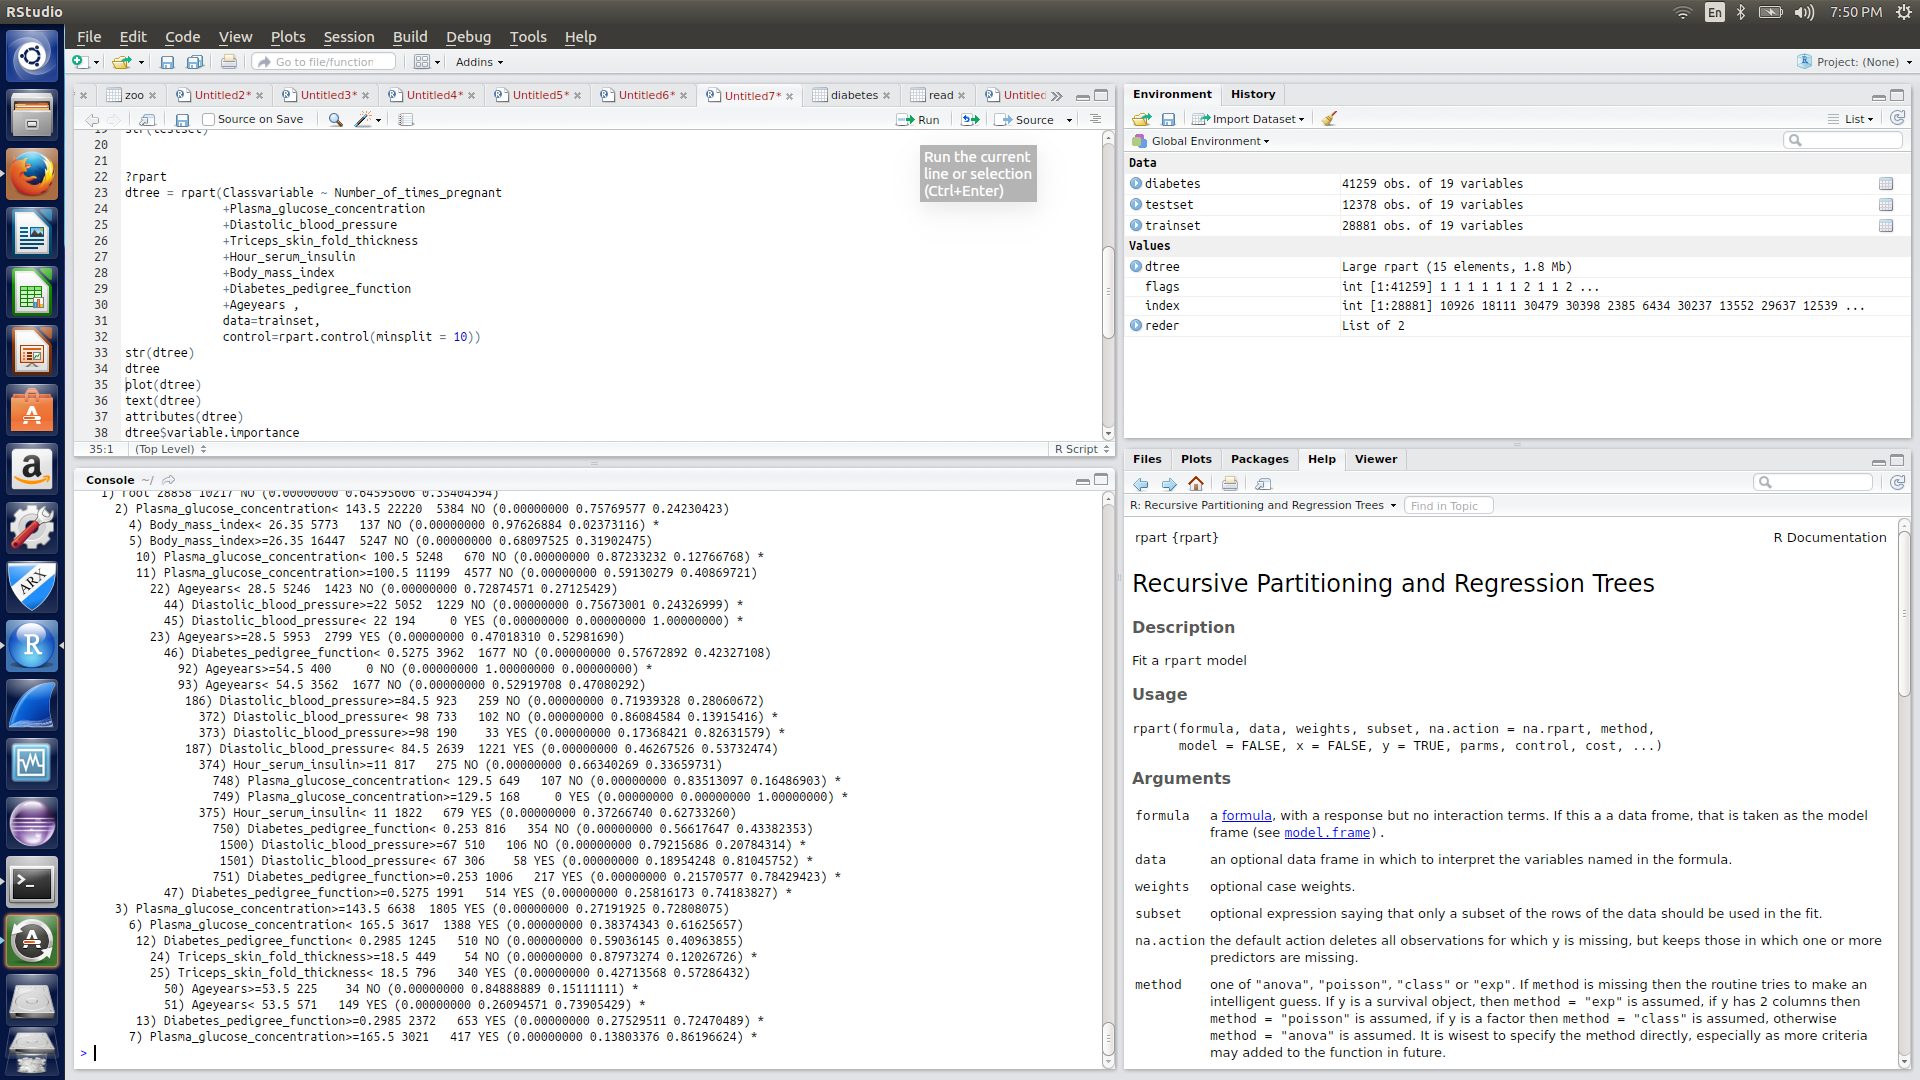 RStudio
En
7:50 PM
File Edit Code View Plots Session Build Debug Tools Help
Go to file/function
Addins
Project: (None)
zoo
Untitled2*
Untitled3*
Untitled4*
Untitled5*
Untitled6*
Untitled7*
diabetes
read
Untitled
Source on Save
Run
Source
Run the current
line or selection
(Ctrl+Enter)
19 str(testset)
20
21
22 ?rpart
23 dtree = rpart(Classvariable ~ Number_of_times_pregnant
24 +Plasma_glucose_concentration
25 +Diastolic_blood_pressure
26 +Triceps_skin_fold_thickness
27 +Hour_serum_insulin
28 +Body_mass_index
29 +Diabetes_pedigree_function
30 +Ageyears ,
31 data=trainset,
32 control=rpart.control(minsplit = 10))
33 str(dtree)
34 dtree
35 plot(dtree)
36 text(dtree)
37 attributes(dtree)
38 dtree$variable.importance
35:1 (Top Level) R Script
Console ~/
1) root 28858 10217 NO (0.00000000 0.64595606 0.35404394)
2) Plasma_glucose_concentration< 143.5 22220 5384 NO (0.00000000 0.75769577 0.24230423)
4) Body_mass_index< 26.35 5773 137 NO (0.00000000 0.97626884 0.02373116) *
5) Body_mass_index>=26.35 16447 5247 NO (0.00000000 0.68097525 0.31902475)
10) Plasma_glucose_concentration< 100.5 5248 670 NO (0.00000000 0.87233232 0.12766768) *
11) Plasma_glucose_concentration>=100.5 11199 4577 NO (0.00000000 0.59130279 0.40869721)
22) Ageyears< 28.5 5246 1423 NO (0.00000000 0.72874571 0.27125429)
44) Diastolic_blood_pressure>=22 5052 1229 NO (0.00000000 0.75673001 0.24326999) *
45) Diastolic_blood_pressure< 22 194 0 YES (0.00000000 0.00000000 1.00000000) *
23) Ageyears>=28.5 5953 2799 YES (0.00000000 0.47018310 0.52981690)
46) Diabetes_pedigree_function< 0.5275 3962 1677 NO (0.00000000 0.57672892 0.42327108)
92) Ageyears>=54.5 400 0 NO (0.00000000 1.00000000 0.00000000) *
93) Ageyears< 54.5 3562 1677 NO (0.00000000 0.52919708 0.47080292)
186) Diastolic_blood_pressure>=84.5 923 259 NO (0.00000000 0.71939328 0.28060672)
372) Diastolic_blood_pressure< 98 733 102 NO (0.00000000 0.86084584 0.13915416) *
373) Diastolic_blood_pressure>=98 190 33 YES (0.00000000 0.17368421 0.82631579) *
187) Diastolic_blood_pressure< 84.5 2639 1221 YES (0.00000000 0.46267526 0.53732474)
374) Hour_serum_insulin>=11 817 275 NO (0.00000000 0.66340269 0.33659731)
748) Plasma_glucose_concentration< 129.5 649 107 NO (0.00000000 0.83513097 0.16486903) *
749) Plasma_glucose_concentration>=129.5 168 0 YES (0.00000000 0.00000000 1.00000000) *
375) Hour_serum_insulin< 11 1822 679 YES (0.00000000 0.37266740 0.62733260)
750) Diabetes_pedigree_function< 0.253 816 354 NO (0.00000000 0.56617647 0.43382353)
1500) Diastolic_blood_pressure>=67 510 106 NO (0.00000000 0.79215686 0.20784314) *
1501) Diastolic_blood_pressure< 67 306 58 YES (0.00000000 0.18954248 0.81045752) *
751) Diabetes_pedigree_function>=0.253 1006 217 YES (0.00000000 0.21570577 0.78429423) *
47) Diabetes_pedigree_function>=0.5275 1991 514 YES (0.00000000 0.25816173 0.74183827) *
3) Plasma_glucose_concentration>=143.5 6638 1805 YES (0.00000000 0.27191925 0.72808075)
6) Plasma_glucose_concentration< 165.5 3617 1388 YES (0.00000000 0.38374343 0.61625657)
12) Diabetes_pedigree_function< 0.2985 1245 510 NO (0.00000000 0.59036145 0.40963855)
24) Triceps_skin_fold_thickness>=18.5 449 54 NO (0.00000000 0.87973274 0.12026726) *
25) Triceps_skin_fold_thickness< 18.5 796 340 YES (0.00000000 0.42713568 0.57286432)
50) Ageyears>=53.5 225 34 NO (0.00000000 0.84888889 0.15111111) *
51) Ageyears< 53.5 571 149 YES (0.00000000 0.26094571 0.73905429) *
13) Diabetes_pedigree_function>=0.2985 2372 653 YES (0.00000000 0.27529511 0.72470489) *
7) Plasma_glucose_concentration>=165.5 3021 417 YES (0.00000000 0.13803376 0.86196624) *
>
Environment History
Import Dataset
List
Global Environment
Data
diabetes 41259 obs. of 19 variables
testset 12378 obs. of 19 variables
trainset 28881 obs. of 19 variables
Values
dtree Large rpart (15 elements, 1.8 Mb)
flags int [1:41259] 1 1 1 1 1 1 2 1 1 2 ...
index int [1:28881] 10926 18111 30479 30398 2385 6434 30237 13552 29637 12539 ...
reder List of 2
Files Plots Packages Help Viewer
R: Recursive Partitioning and Regression Trees
Find in Topic
rpart {rpart} R Documentation
Recursive Partitioning and Regression Trees
Description
Fit a rpart model
Usage
rpart(formula, data, weights, subset, na.action = na.rpart, method,
model = FALSE, x = FALSE, y = TRUE, parms, control, cost, ...)
Arguments
formula a formula, with a response but no interaction terms. If this a a data frome, that is taken as the model
frame (see model.frame).
data an optional data frame in which to interpret the variables named in the formula.
weights optional case weights.
subset optional expression saying that only a subset of the rows of the data should be used in the fit.
na.action the default action deletes all observations for which y is missing, but keeps those in which one or more
predictors are missing.
method one of "anova", "poisson", "class" or "exp". If method is missing then the routine tries to make an
intelligent guess. If y is a survival object, then method = "exp" is assumed, if y has 2 columns then
method = "poisson" is assumed, if y is a factor then method = "class" is assumed, otherwise
method = "anova" is assumed. It is wisest to specify the method directly, especially as more criteria
may added to the function in future.
a
ARX
R